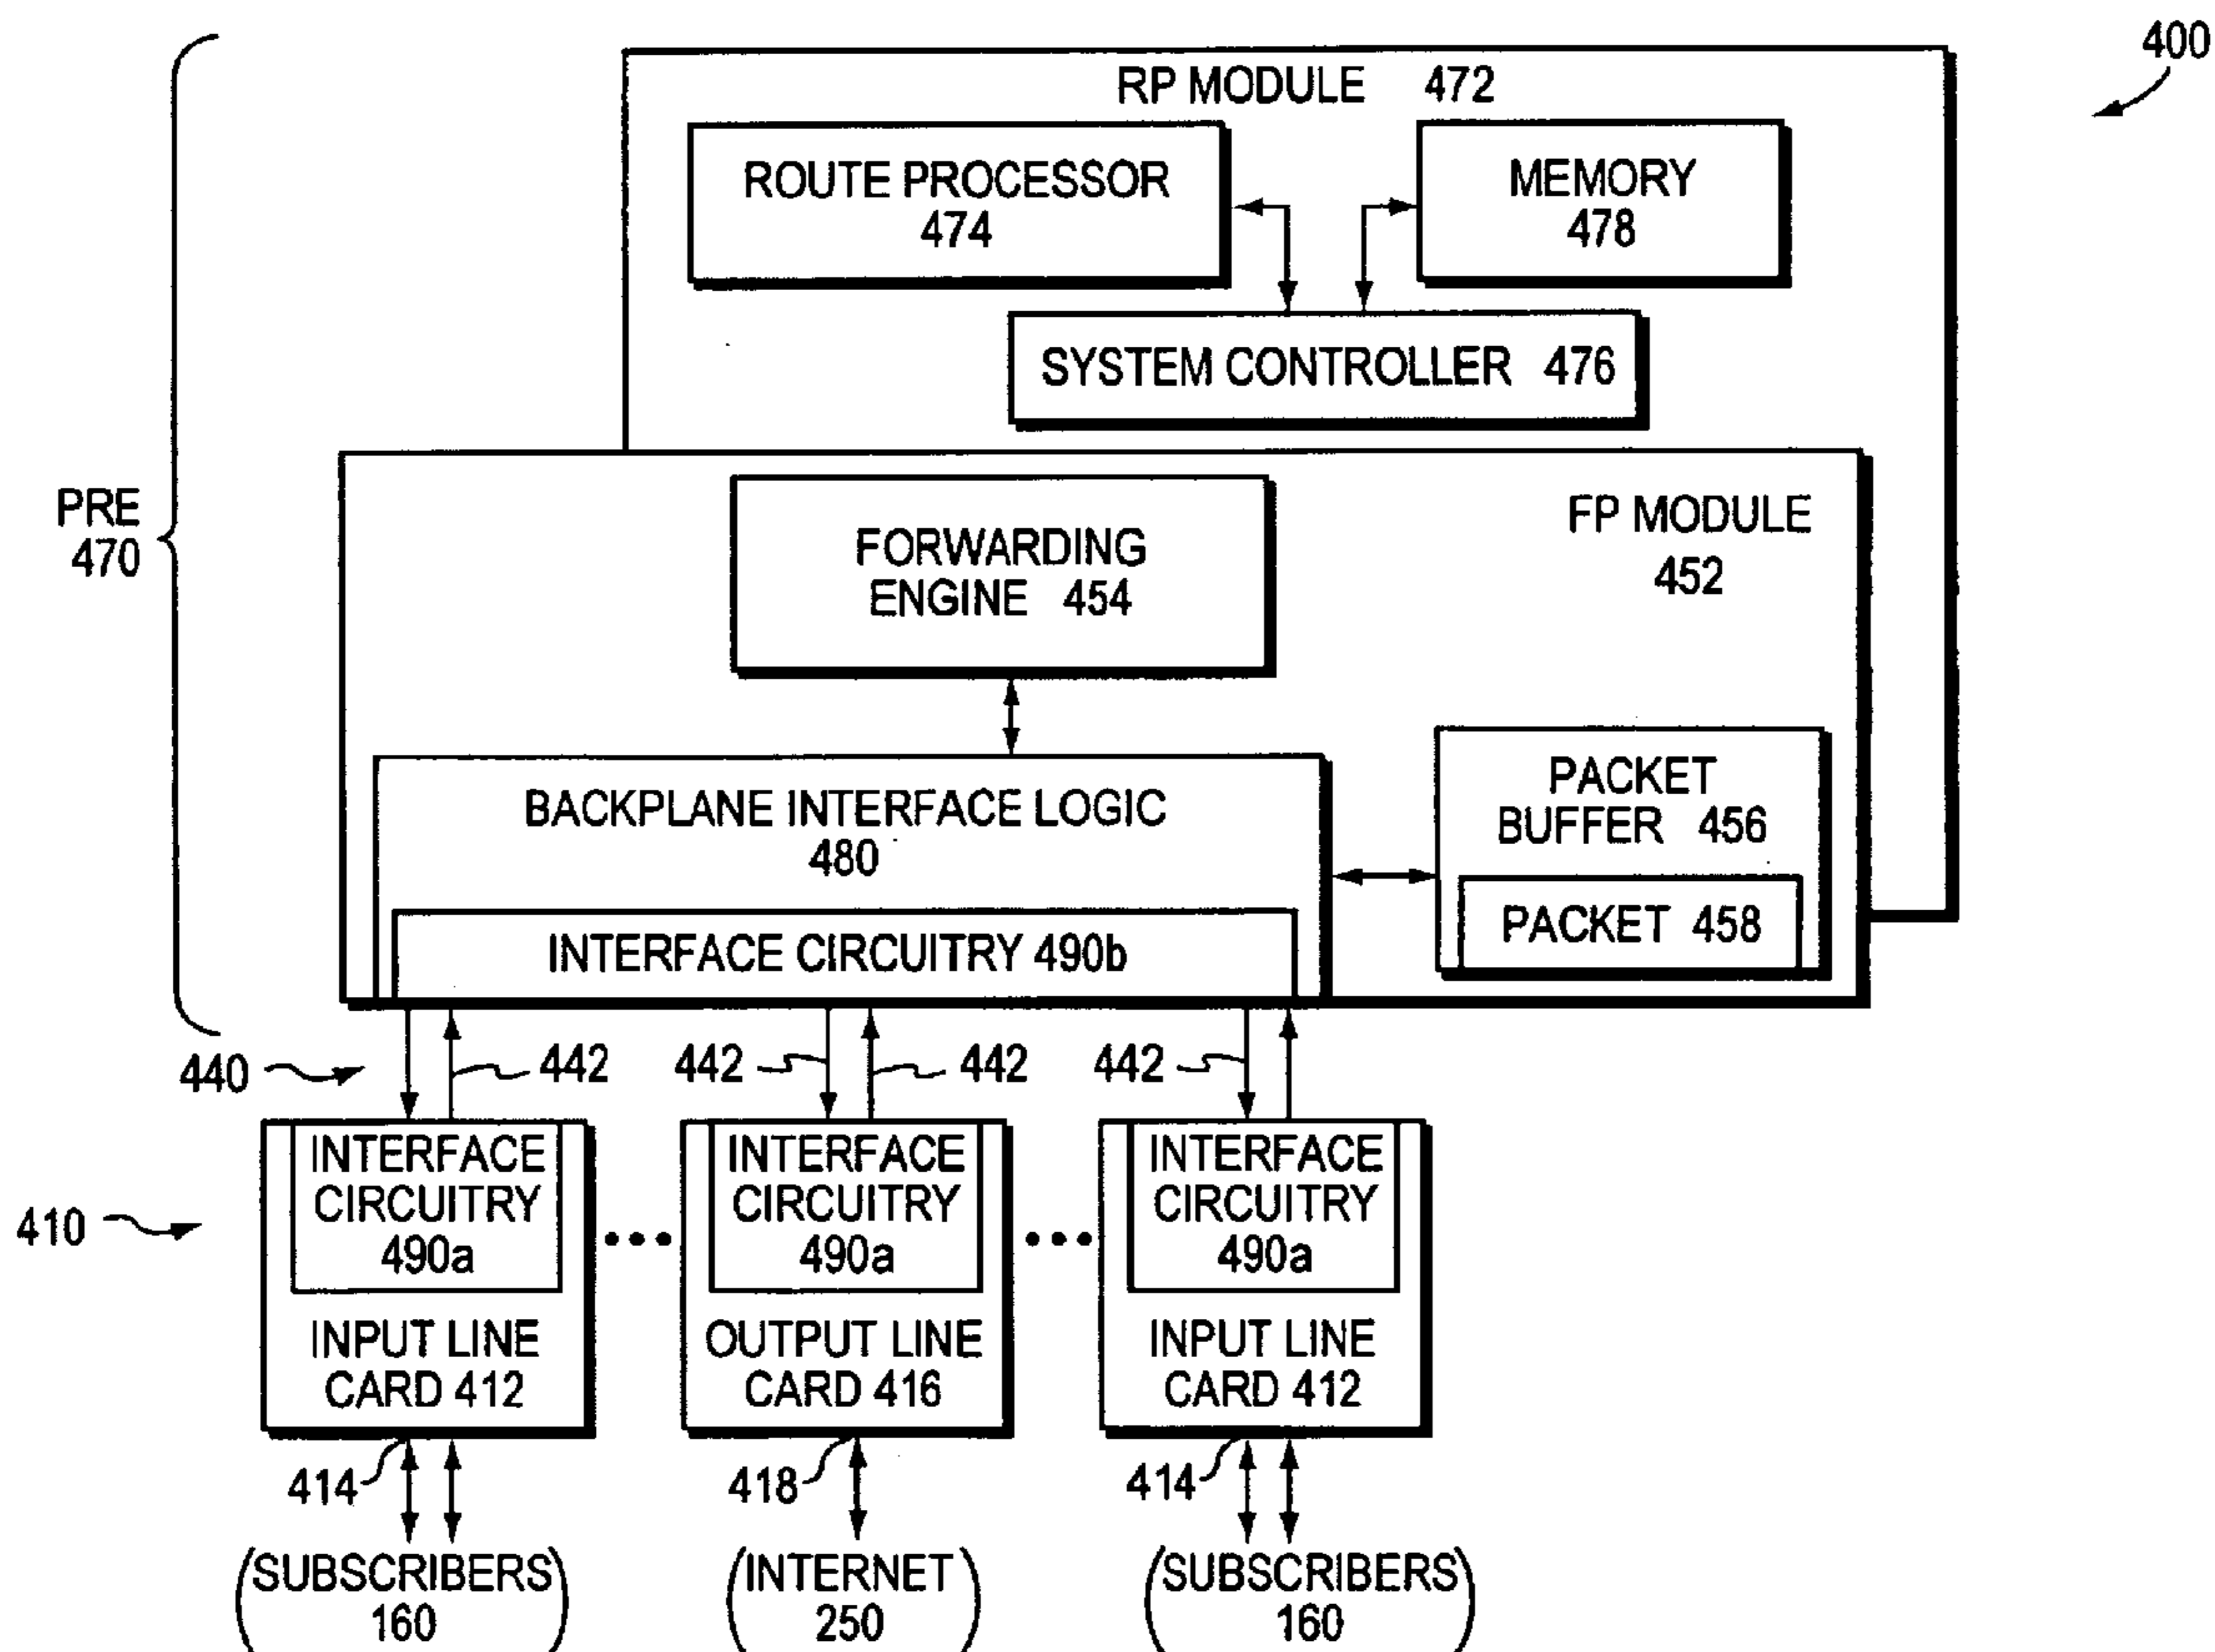 400
RP MODULE 472
ROUTE PROCESSOR
474
MEMORY
478
SYSTEM CONTROLLER 476
PRE
470
FP MODULE
452
FORWARDING
ENGINE 454
BACKPLANE INTERFACE LOGIC
480
PACKET
BUFFER 456
PACKET 458
INTERFACE CIRCUITRY 490b
440
442
442
442
442
410
INTERFACE
CIRCUITRY
490a
INPUT LINE
CARD 412
INTERFACE
CIRCUITRY
490a
OUTPUT LINE
CARD 416
INTERFACE
CIRCUITRY
490a
INPUT LINE
CARD 412
414
418
414
(SUBSCRIBERS
160)
(INTERNET
250)
(SUBSCRIBERS
160)